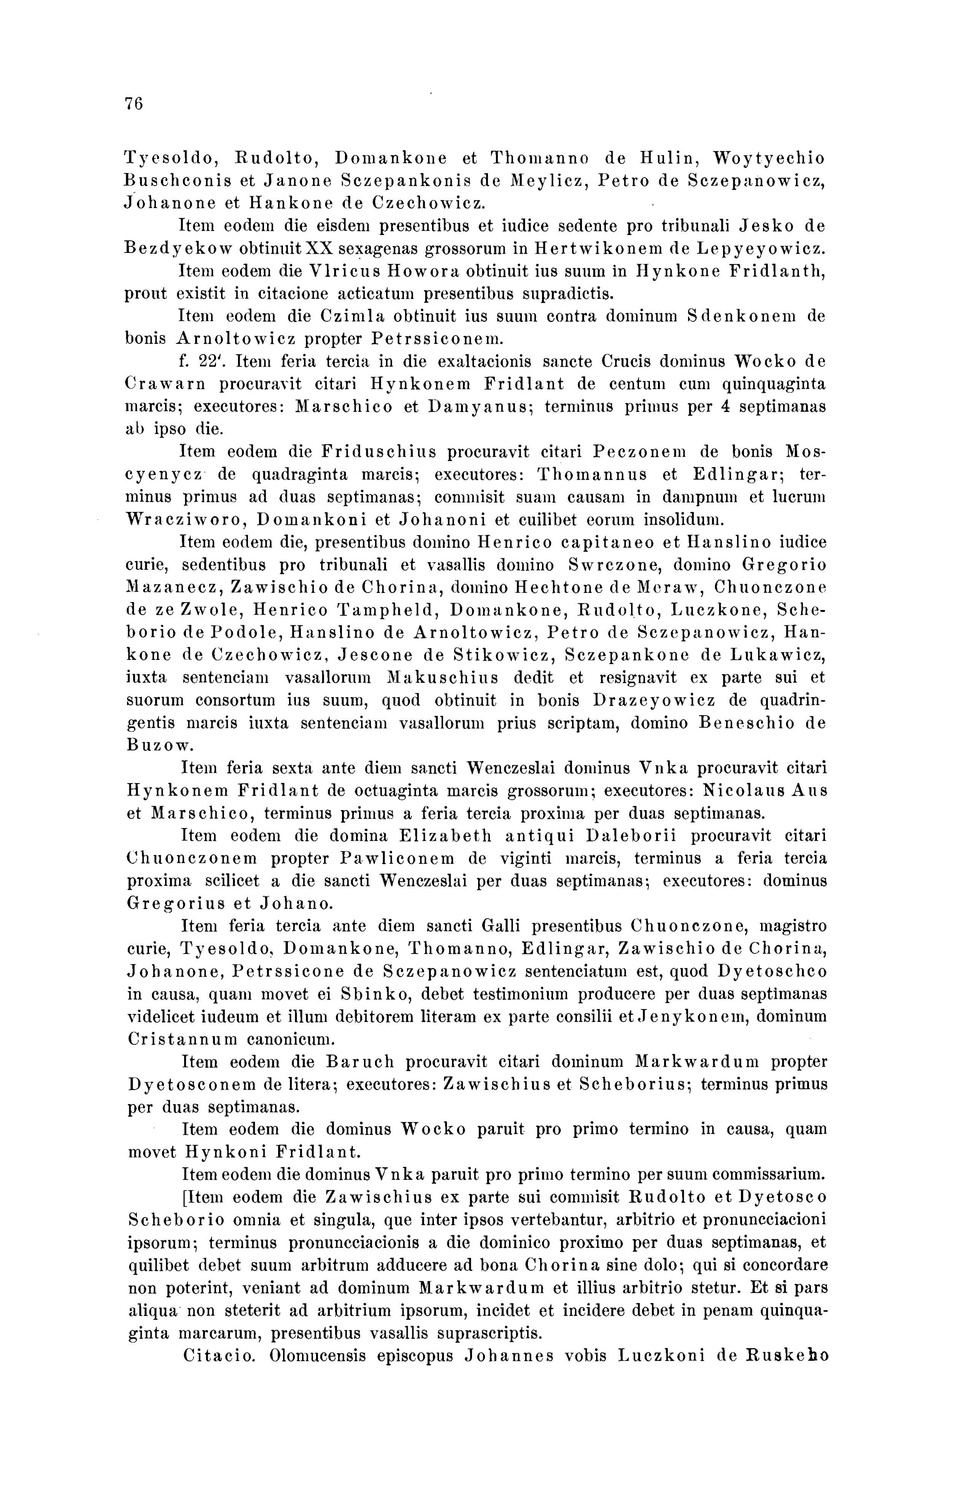 76
Tyesoldo, Rudolto, Domankone et Thomanno de Hulin, Woytyechio
Buschconis et Janone Sczepankonis de Meylicz, Petro de Sczepanowicz,
Johanone et Hankone de Czechowicz.
Item eodem die eisdem presentibus et iudice sedente pro tribunali Jesko de
Bezdyekow obtinuit XX sexagenas grossorum in Hertwikonem de Lepyeyowicz.
Item eodem die Vlricus Howora obtinuit ius suum in Hynkone Fridlanth,
prout existit in citacione acticatum presentibus supradictis.
Item eodem die Czimla obtinuit ius suum contra dominum Sdenkonem de
bonis Arnoltowicz propter Petrssiconem.
f. 22'. Item feria tercia in die exaltacionis sancte Crucis dominus Wocko de
Crawarn procuravit citari Hynkonem Fridlant de centum cum quinquaginta
marcis; executores: Marschico et Damyanus; terminus primus per 4 septimanas
ab ipso die.
Item eodem die Friduschius procuravit citari Peczonem de bonis Mos-
cyenycz de quadraginta marcis; executores: Thomannus et Edlingar; ter-
minus primus ad duas septimanas; commisit suam causam in dampnum et lucrum
Wracziworo, Domankoni et Johanoni et cuilibet eorum insolidum.
Item eodem die, presentibus domino Henrico capitaneo et Hanslino iudice
curie, sedentibus pro tribunali et vasallis domino Swrczone, domino Gregorio
Mazanecz, Zawischio de Chorina, domino Hechtone de Meraw, Chuonczone
de ze Zwole, Henrico Tampheld, Domankone, Rudolto, Luczkone, Sche-
borio de Podole, Hanslino de Arnoltowicz, Petro de Sczepanowicz, Han-
kone de Czechowicz, Jescone de Stikowicz, Sczepankone de Lukawicz,
iuxta sentenciam vasallorum Makuschius dedit et resignavit ex parte sui et
suorum consortum ius suum, quod obtinuit in bonis Drazeyowicz de quadrin-
gentis marcis iuxta sentenciam vasallorum prius scriptam, domino Beneschio de
Buzow.
Item feria sexta ante diem sancti Wenczeslai dominus Vnka procuravit citari
Hynkonem Fridlant de octuaginta marcis grossorum; executores: Nicolaus Aus
et Marschico, terminus primus a feria tercia proxima per duas septimanas.
Item eodem die domina Elizabeth antiqui Daleborii procuravit citari
Chuonczonem propter Pawliconem de viginti marcis, terminus a feria tercia
proxima scilicet a die sancti Wenczeslai per duas septimanas; executores: dominus
Gregorius et Johano.
Item feria tercia ante diem sancti Galli presentibus Chuonczone, magistro
curie, Tyesoldo, Domankone, Thomanno, Edlingar, Zawischio de Chorina,
Johanone, Petrssicone de Sczepanowicz sentenciatum est, quod Dyetoschco
in causa, quam movet ei Sbinko, debet testimonium producere per duas septimanas
videlicet iudeum et illum debitorem literam ex parte consilii et Jenykonem, dominum
Cristannum canonicum.
Item eodem die Baruch procuravit citari dominum Markwardum propter
Dyetosconem de litera; executores: Zawischius et Scheborius; terminus primus
per duas septimanas.
Item eodem die dominus Wocko paruit pro primo termino in causa, quam
movet Hynkoni Fridlant.
Item eodem die dominus Vnka paruit pro primo termino per suum commissarium.
[Item eodem die Zawischius ex parte sui commisit Rudolto et Dyetosco
Scheborio omnia et singula, que inter ipsos vertebantur, arbitrio et pronuncciacioni
ipsorum; terminus pronuncciacionis a die dominico proximo per duas septimanas, et
quilibet debet suum arbitrum adducere ad bona Chorina sine dolo; qui si concordare
non poterint, veniant ad dominum Markwardum et illius arbitrio stetur. Et si pars
aliqua non steterit ad arbitrium ipsorum, incidet et incidere debet in penam quinqua-
ginta marcarum, presentibus vasallis suprascriptis.
Citacio. Olomucensis episcopus Johannes vobis Luczkoni de Ruskeho